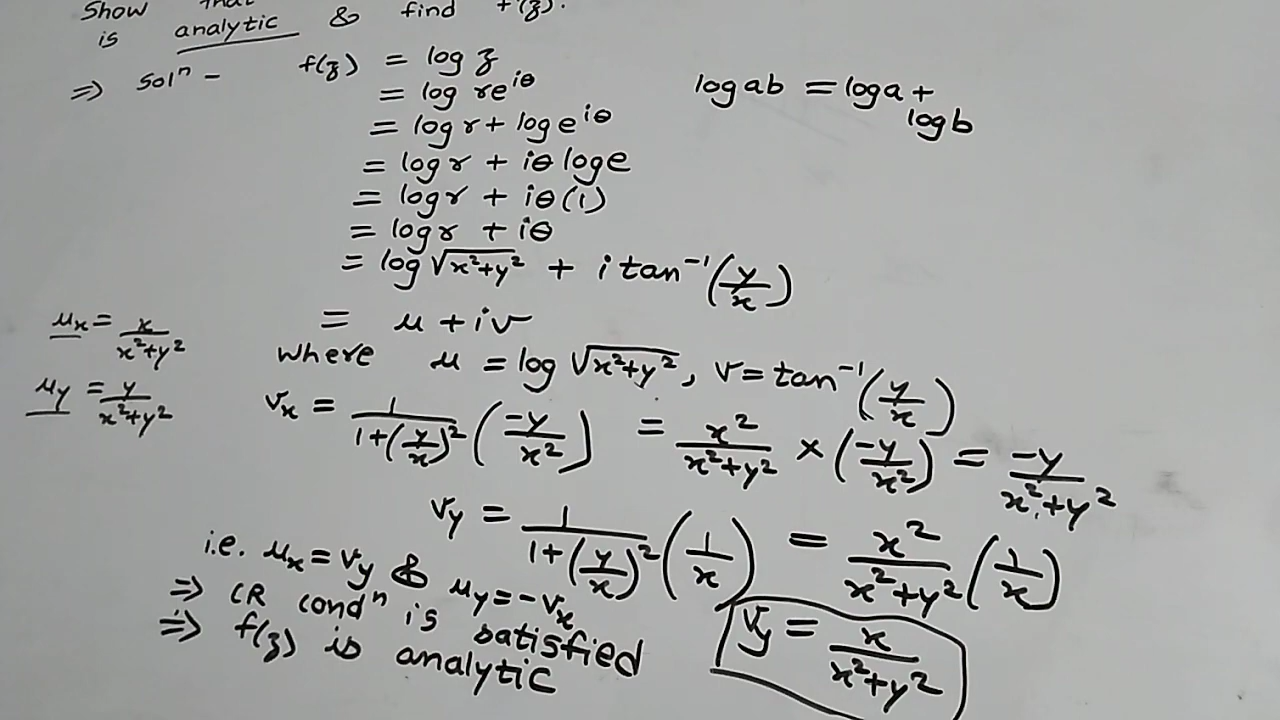 Show that
is analytic & find f'(z).
⇒ Solⁿ - f(z) = log z
= log re^{iθ}
= log r + log e^{iθ}
= log r + iθ log e
= log r + iθ(1)
= log r + iθ
= log √(x²+y²) + i tan⁻¹(y/x)
log ab = log a +
log b
= u + iv
where u = log √(x²+y²), v = tan⁻¹(y/x)
u_x = x/(x²+y²)
u_y = y/(x²+y²)
v_x = 1/(1+(y/x)²) (-y/x²) = x²/(x²+y²) × (-y/x²) = -y/(x²+y²)
v_y = 1/(1+(y/x)²) (1/x) = x²/(x²+y²) (1/x)
v_y = x/(x²+y²)
i.e. u_x = v_y & u_y = -v_x
⇒ CR condⁿ is satisfied
⇒ f(z) is analytic